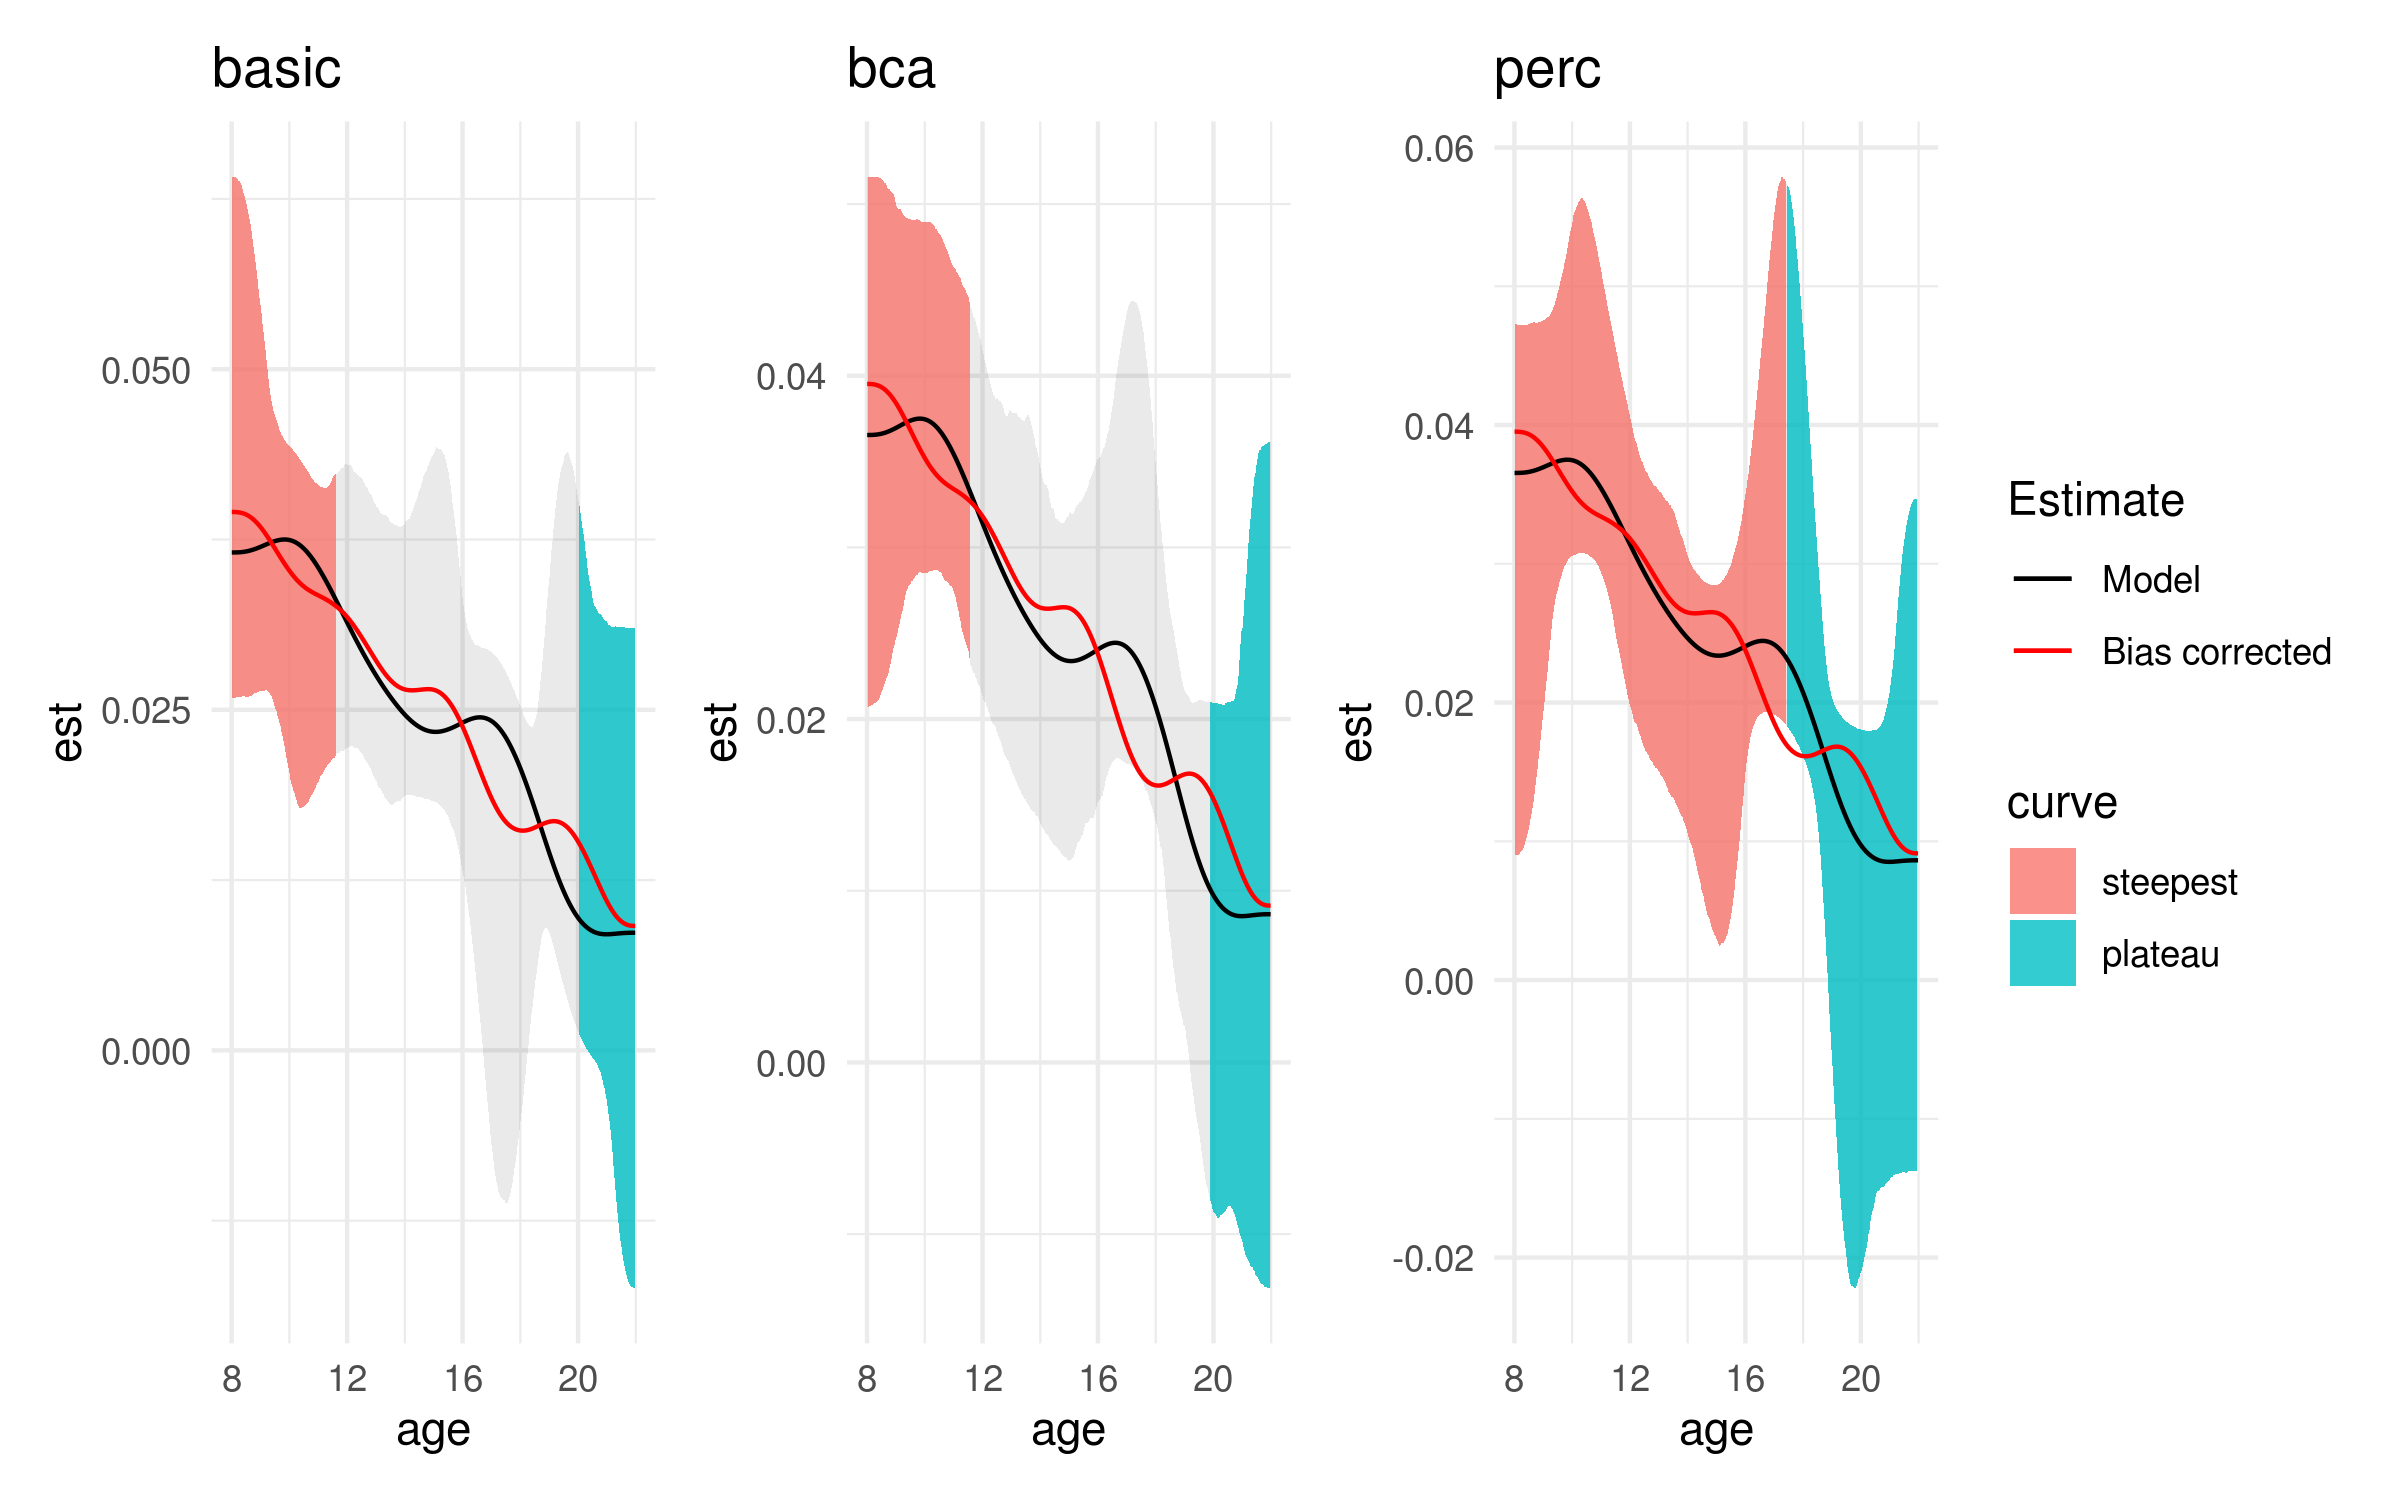 basic
bca
perc
0.050
0.025
0.000
est
8 12 16 20
age
0.04
0.02
0.00
est
8 12 16 20
age
0.06
0.04
0.02
0.00
-0.02
est
8 12 16 20
age
Estimate
Model
Bias corrected
curve
steepest
plateau